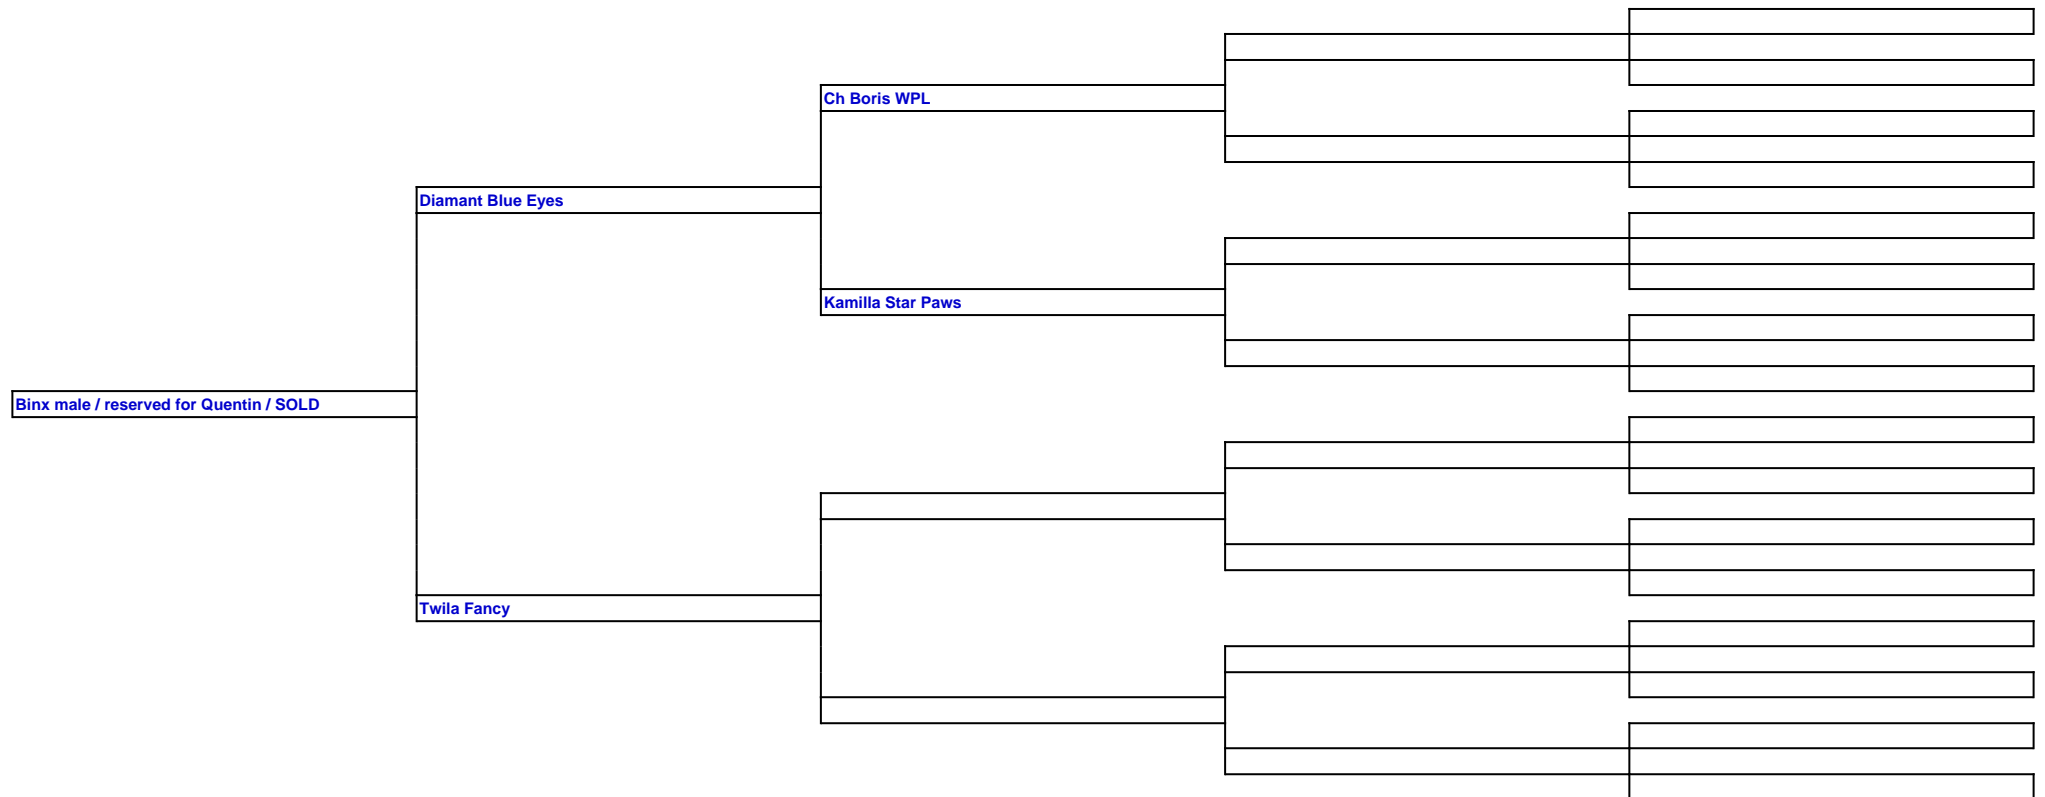 Ch Boris WPL
Diamant Blue Eyes
Kamilla Star Paws
Binx male / reserved for Quentin / SOLD
Twila Fancy